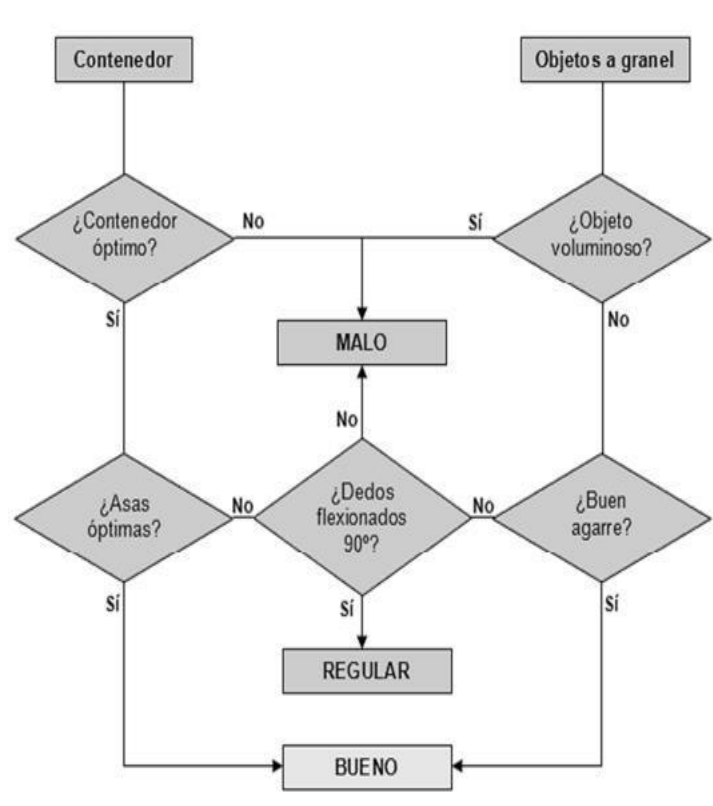 Contenedor
Objetos a granel
¿Contenedor
óptimo?
No
Sí
¿Objeto
voluminoso?
Sí
No
MALO
No
¿Asas
óptimas?
No
¿Dedos
flexionados
90º?
No
¿Buen
agarre?
Sí
Sí
Sí
REGULAR
BUENO